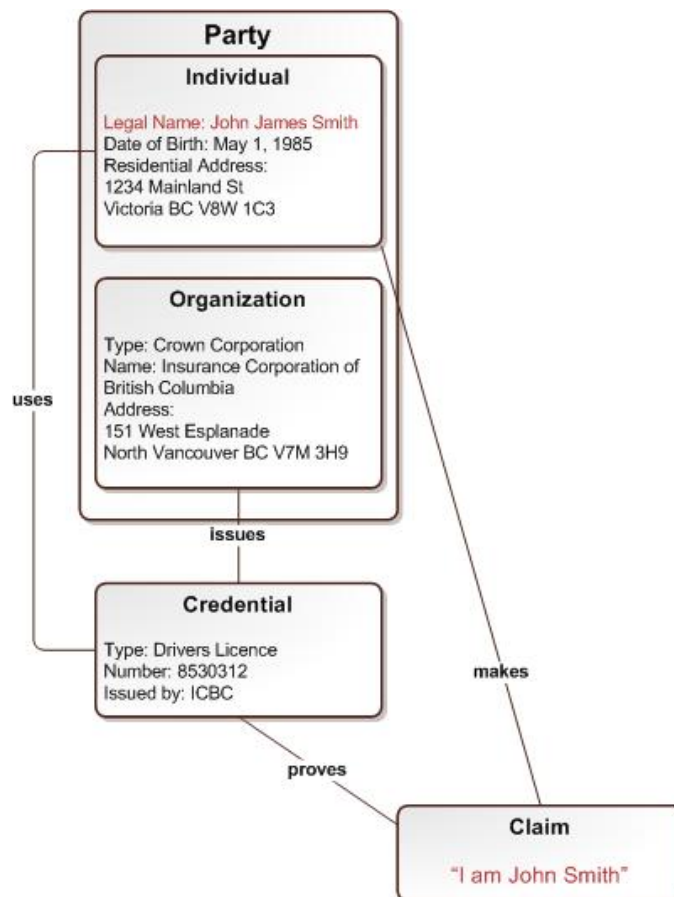 Party
Individual
Legal Name: John James Smith
Date of Birth: May 1, 1985
Residential Address:
1234 Mainland St
Victoria BC V8W 1C3
Organization
Type: Crown Corporation
Name: Insurance Corporation of
British Columbia
Address:
151 West Esplanade
North Vancouver BC V7M 3H9
uses
issues
Credential
Type: Drivers Licence
Number: 8530312
Issued by: ICBC
makes
proves
Claim
“I am John Smith”